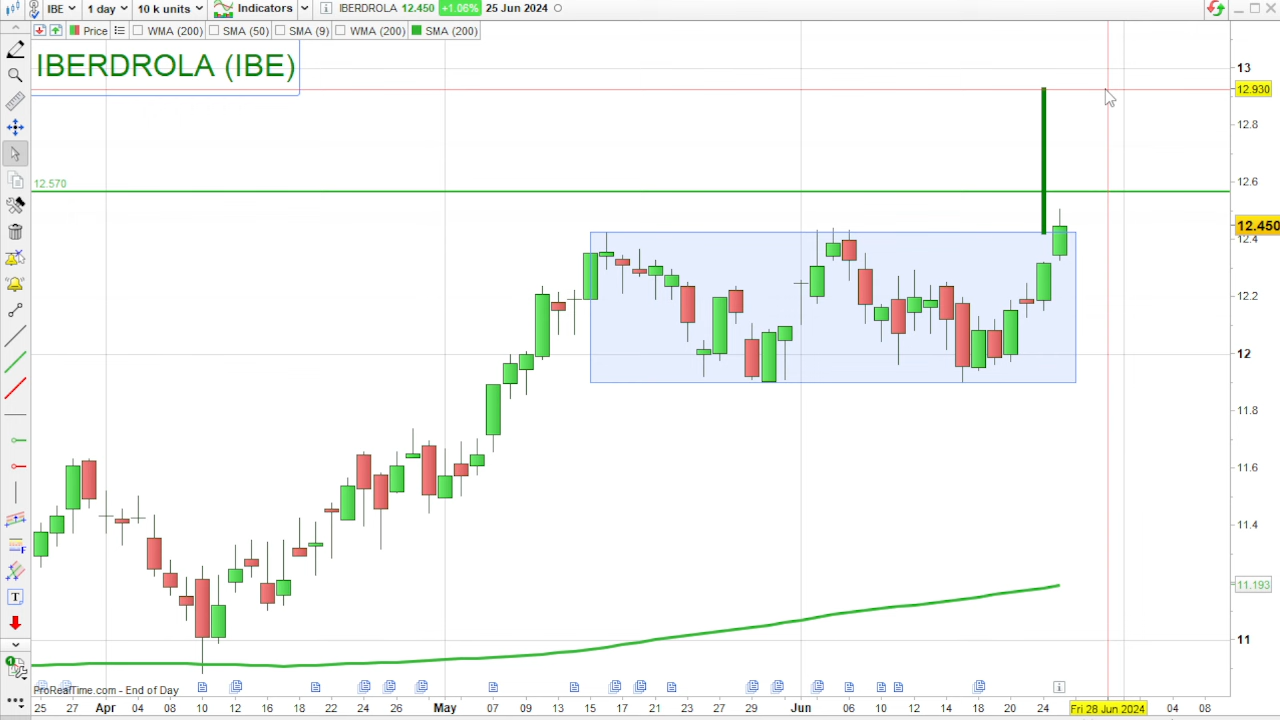 IBE 1 day 10 k units Indicators IBERDROLA 12.450 +1.06% 25 Jun 2024
Price WMA (200) SMA (50) SMA (9) WMA (200) SMA (200)
IBERDROLA (IBE)
13
12.930
12.8
12.6
12.570
12.450
12.4
12.2
12
11.8
11.6
11.4
11.193
11
ProRealTime.com - End of Day
25 27 Apr 04 08 10 12 16 18 22 24 26 May 07 09 13 15 17 21 23 27 29 Jun 06 10 12 14 18 20 24 Fri 28 Jun 2024 04 08